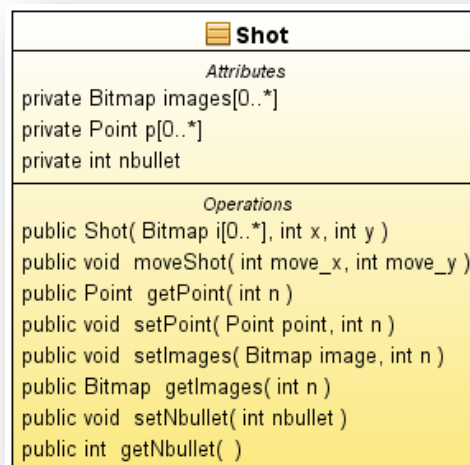 Shot
Attributes
private Bitmap images[0..*]
private Point p[0..*]
private int nbullet
Operations
public Shot( Bitmap i[0..*], int x, int y )
public void moveShot( int move_x, int move_y )
public Point getPoint( int n )
public void setPoint( Point point, int n )
public void setImages( Bitmap image, int n )
public Bitmap getImages( int n )
public void setNbullet( int nbullet )
public int getNbullet( )